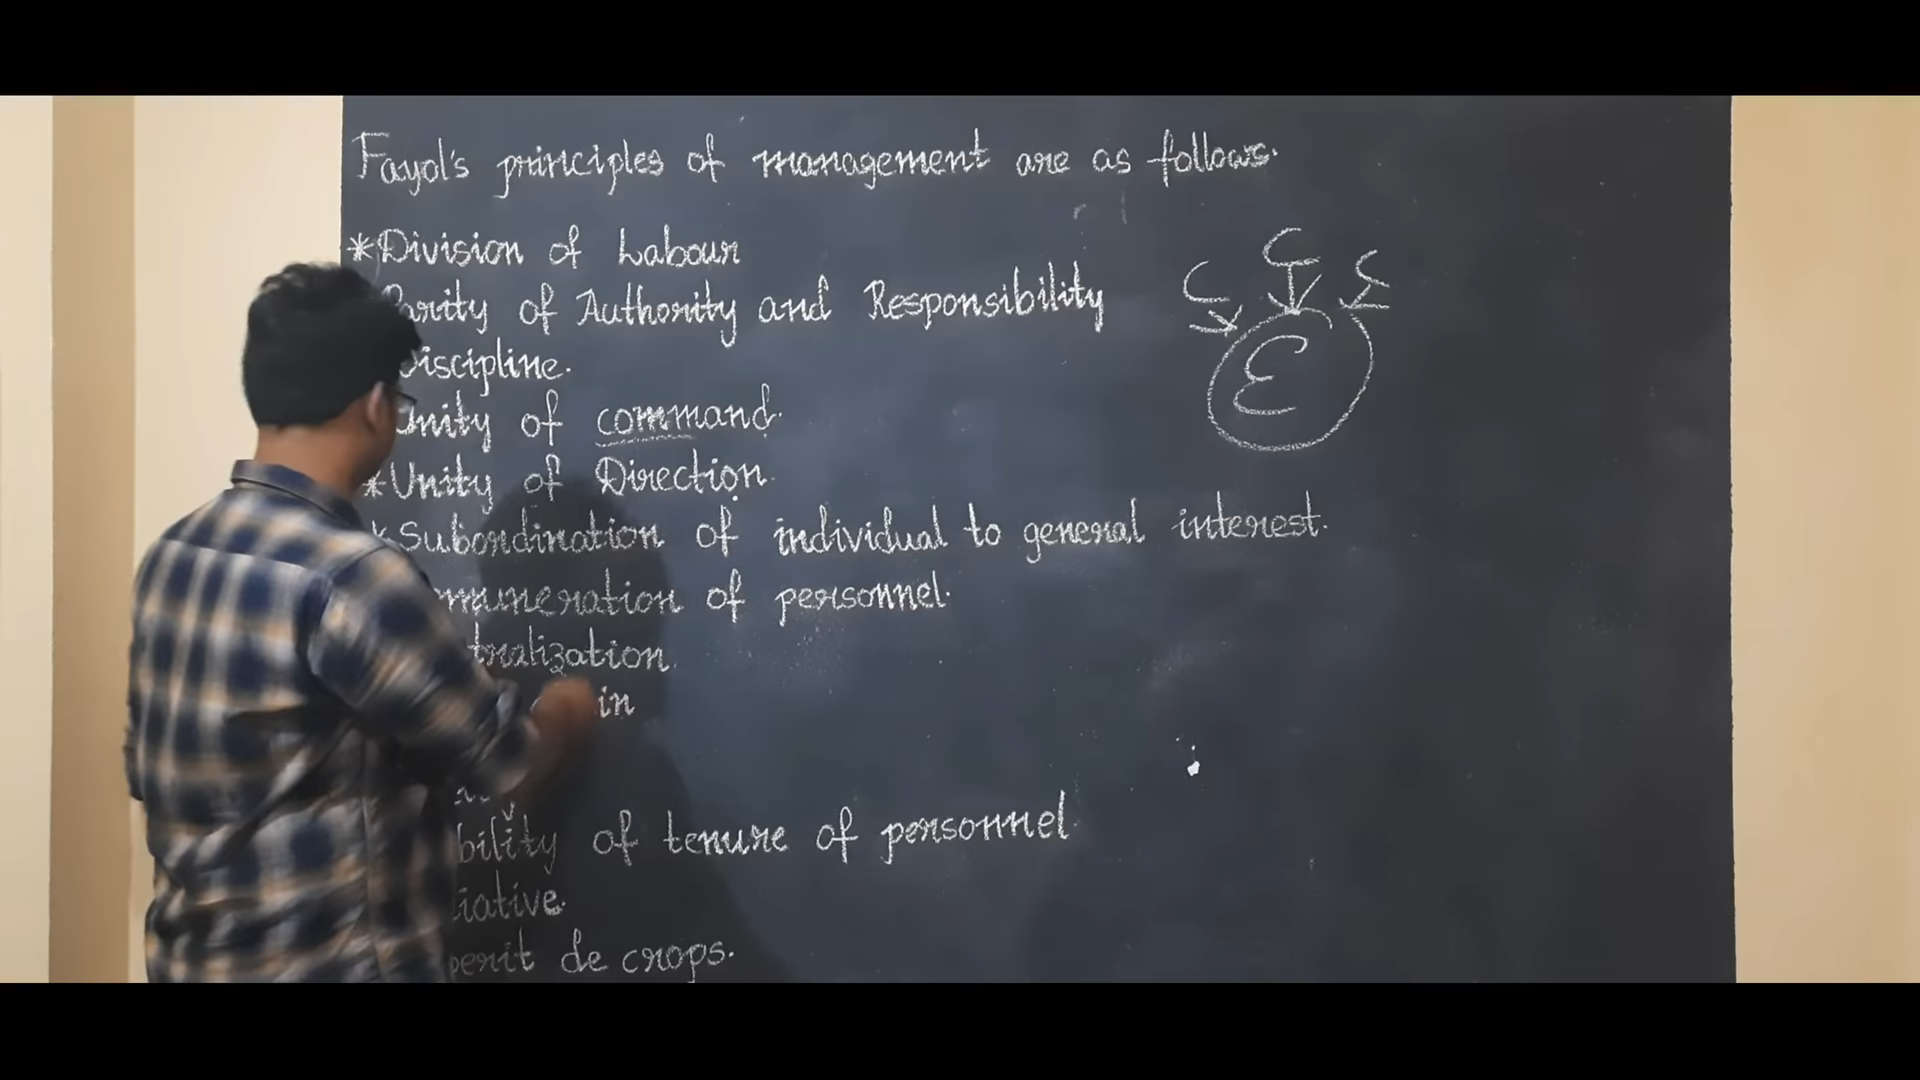 Fayol's principles of management are as follows.
*Division of Labour
Parity of Authority and Responsibility
Discipline.
Unity of command.
*Unity of Direction.
*Subordination of individual to general interest.
muneration of personnel.
tralization.
in
bility of tenure of personnel
tiative.
perit de crops.
C C C
E